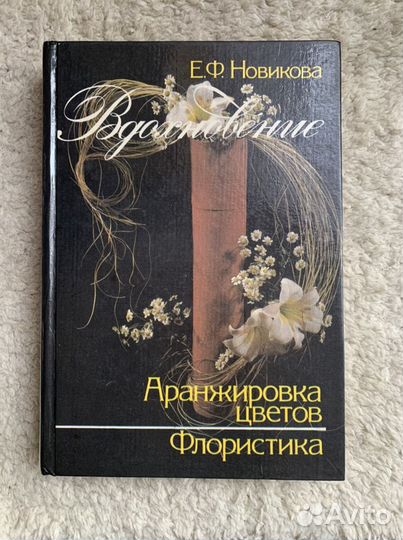 Е.Ф. Новикова
Вдохновение
Аранжировка
цветов
Флористика
Avito